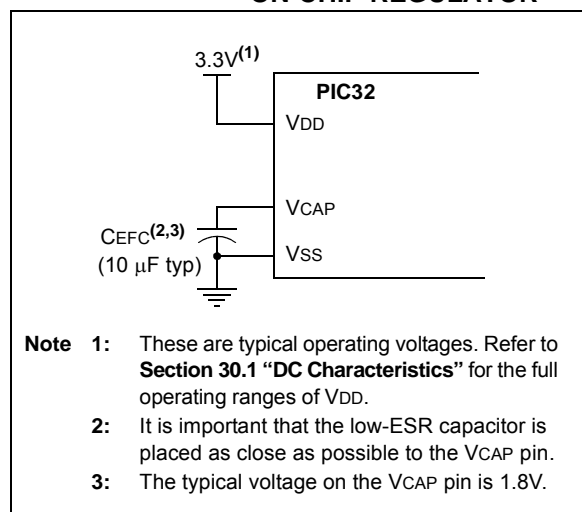 3.3V(1)
PIC32
VDD
VCAP
CEFC(2,3)
(10 μF typ)
VSS
Note 1: These are typical operating voltages. Refer to
Section 30.1 “DC Characteristics” for the full
operating ranges of VDD.
2: It is important that the low-ESR capacitor is
placed as close as possible to the VCAP pin.
3: The typical voltage on the VCAP pin is 1.8V.